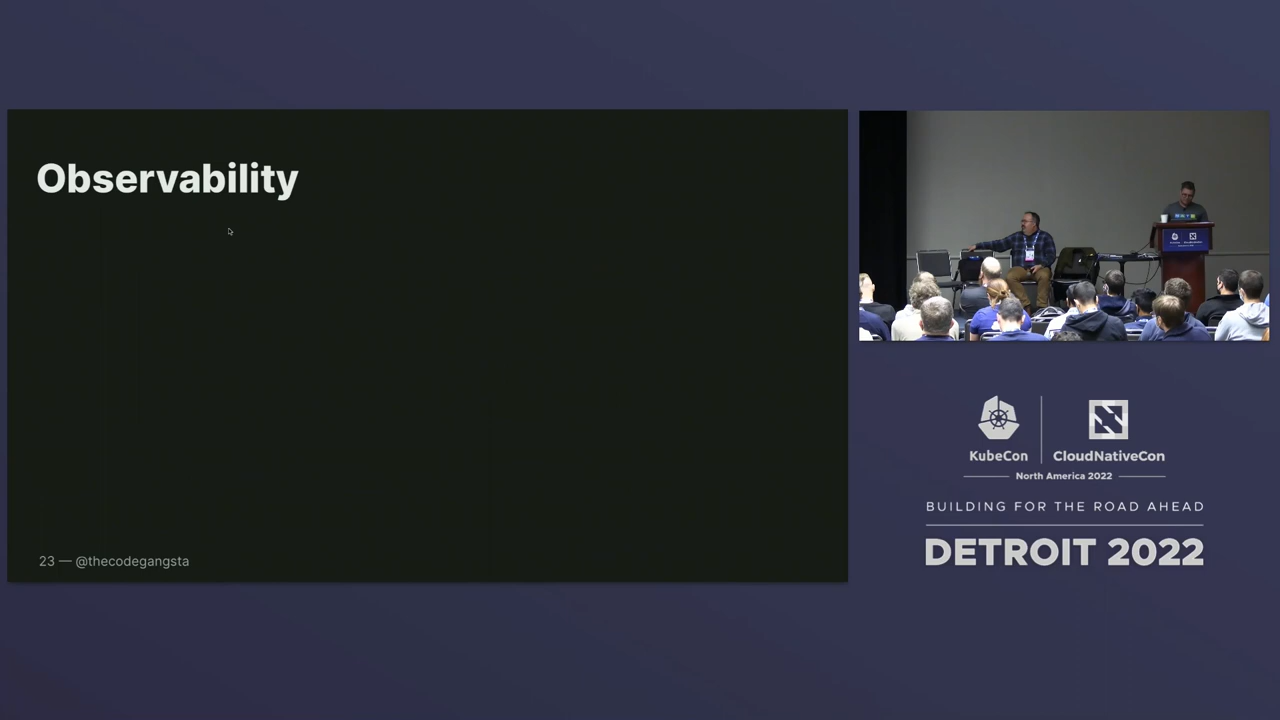 Observability
23 — @thecodegangsta
KubeCon
CloudNativeCon
North America 2022
BUILDING FOR THE ROAD AHEAD
DETROIT 2022